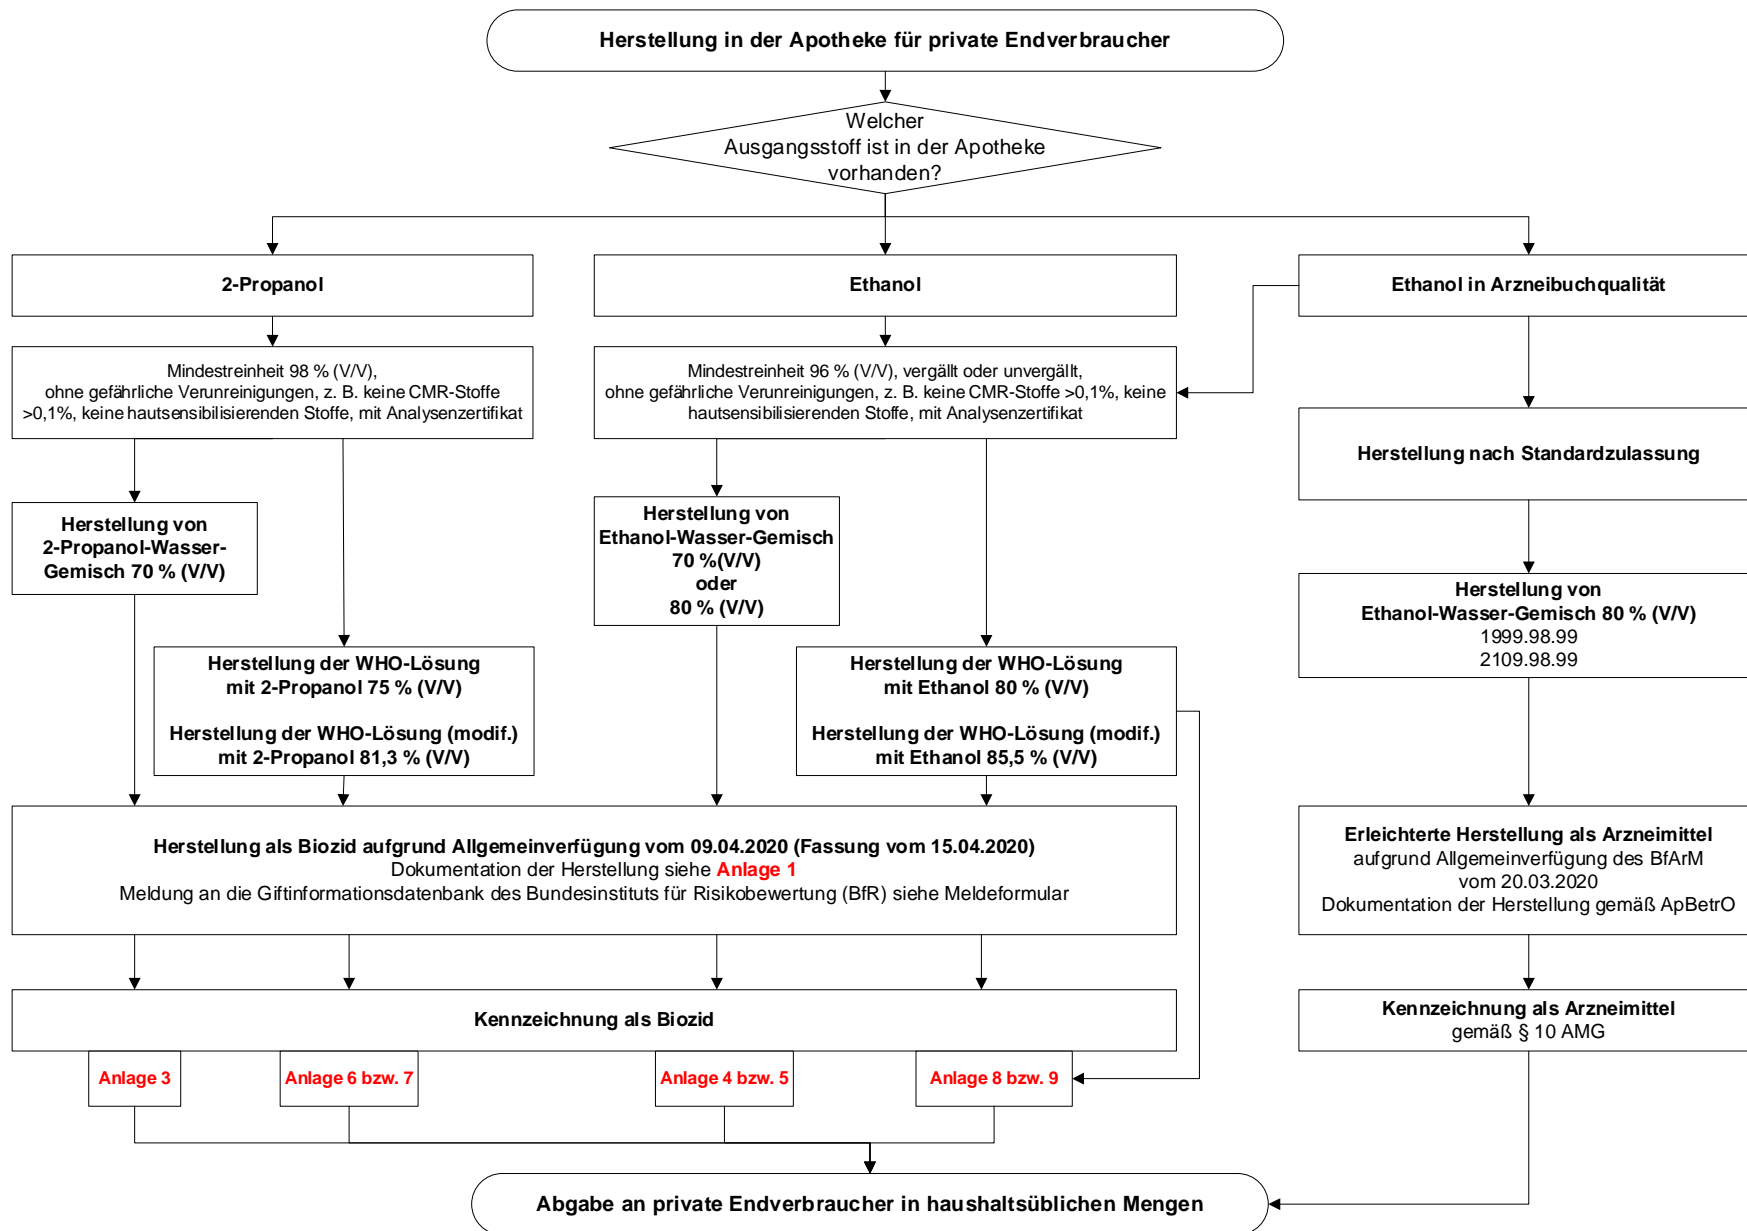 Herstellung in der Apotheke für private Endverbraucher
Welcher
Ausgangsstoff ist in der Apotheke
vorhanden?
2-Propanol
Ethanol
Ethanol in Arzneibuchqualität
Mindestreinheit 98 % (V/V),
ohne gefährliche Verunreinigungen, z. B. keine CMR-Stoffe
>0,1%, keine hautsensibilisierenden Stoffe, mit Analysenzertifikat
Mindestreinheit 96 % (V/V), vergällt oder unvergällt,
ohne gefährliche Verunreinigungen, z. B. keine CMR-Stoffe >0,1%, keine
hautsensibilisierenden Stoffe, mit Analysenzertifikat
Herstellung nach Standardzulassung
Herstellung von
2-Propanol-Wasser-
Gemisch 70 % (V/V)
Herstellung von
Ethanol-Wasser-Gemisch
70 %(V/V)
oder
80 % (V/V)
Herstellung von
Ethanol-Wasser-Gemisch 80 % (V/V)
1999.98.99
2109.98.99
Herstellung der WHO-Lösung
mit 2-Propanol 75 % (V/V)
Herstellung der WHO-Lösung (modif.)
mit 2-Propanol 81,3 % (V/V)
Herstellung der WHO-Lösung
mit Ethanol 80 % (V/V)
Herstellung der WHO-Lösung (modif.)
mit Ethanol 85,5 % (V/V)
Herstellung als Biozid aufgrund Allgemeinverfügung vom 09.04.2020 (Fassung vom 15.04.2020)
Dokumentation der Herstellung siehe Anlage 1
Meldung an die Giftinformationsdatenbank des Bundesinstituts für Risikobewertung (BfR) siehe Meldeformular
Erleichterte Herstellung als Arzneimittel
aufgrund Allgemeinverfügung des BfArM
vom 20.03.2020
Dokumentation der Herstellung gemäß ApBetrO
Kennzeichnung als Biozid
Kennzeichnung als Arzneimittel
gemäß § 10 AMG
Anlage 3
Anlage 6 bzw. 7
Anlage 4 bzw. 5
Anlage 8 bzw. 9
Abgabe an private Endverbraucher in haushaltsüblichen Mengen